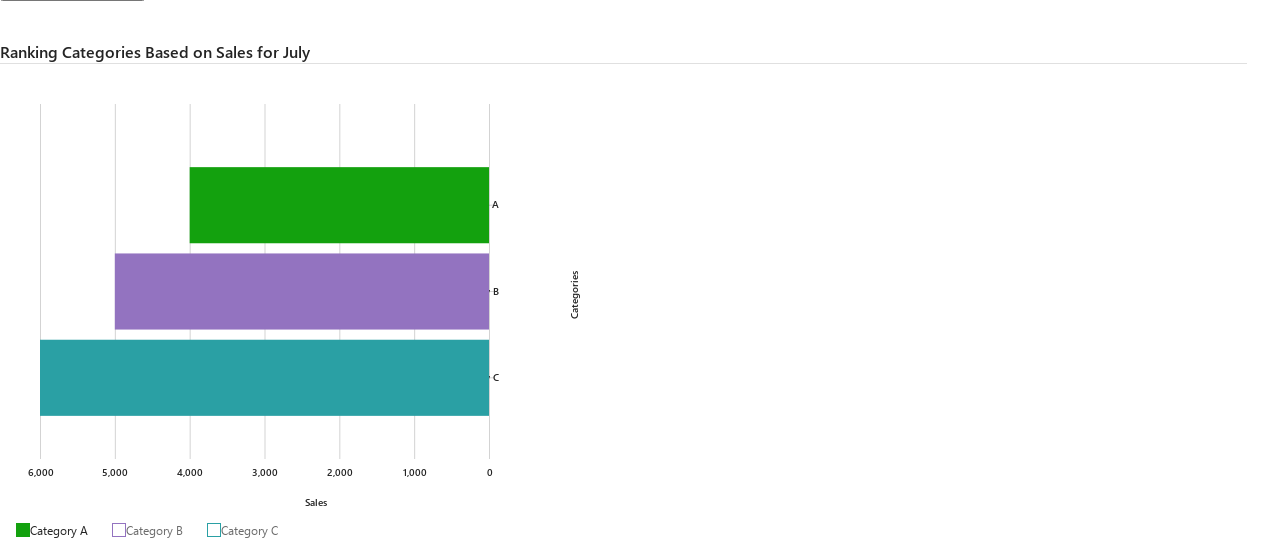 Ranking Categories Based on Sales for July
A
B
C
Categories
6,000 5,000 4,000 3,000 2,000 1,000 0
Sales
Category A Category B Category C